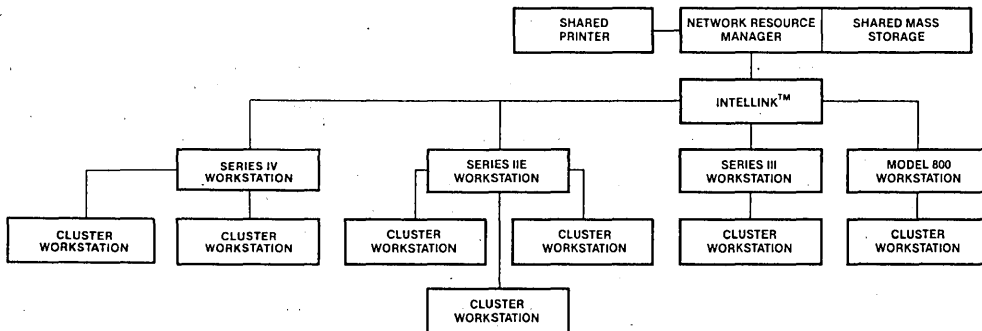 SHARED
PRINTER
NETWORK RESOURCE
MANAGER
SHARED MASS
STORAGE
INTELLINK™
SERIES IV
WORKSTATION
SERIES IIE
WORKSTATION
SERIES III
WORKSTATION
MODEL 800
WORKSTATION
CLUSTER
WORKSTATION
CLUSTER
WORKSTATION
CLUSTER
WORKSTATION
CLUSTER
WORKSTATION
CLUSTER
WORKSTATION
CLUSTER
WORKSTATION
CLUSTER
WORKSTATION